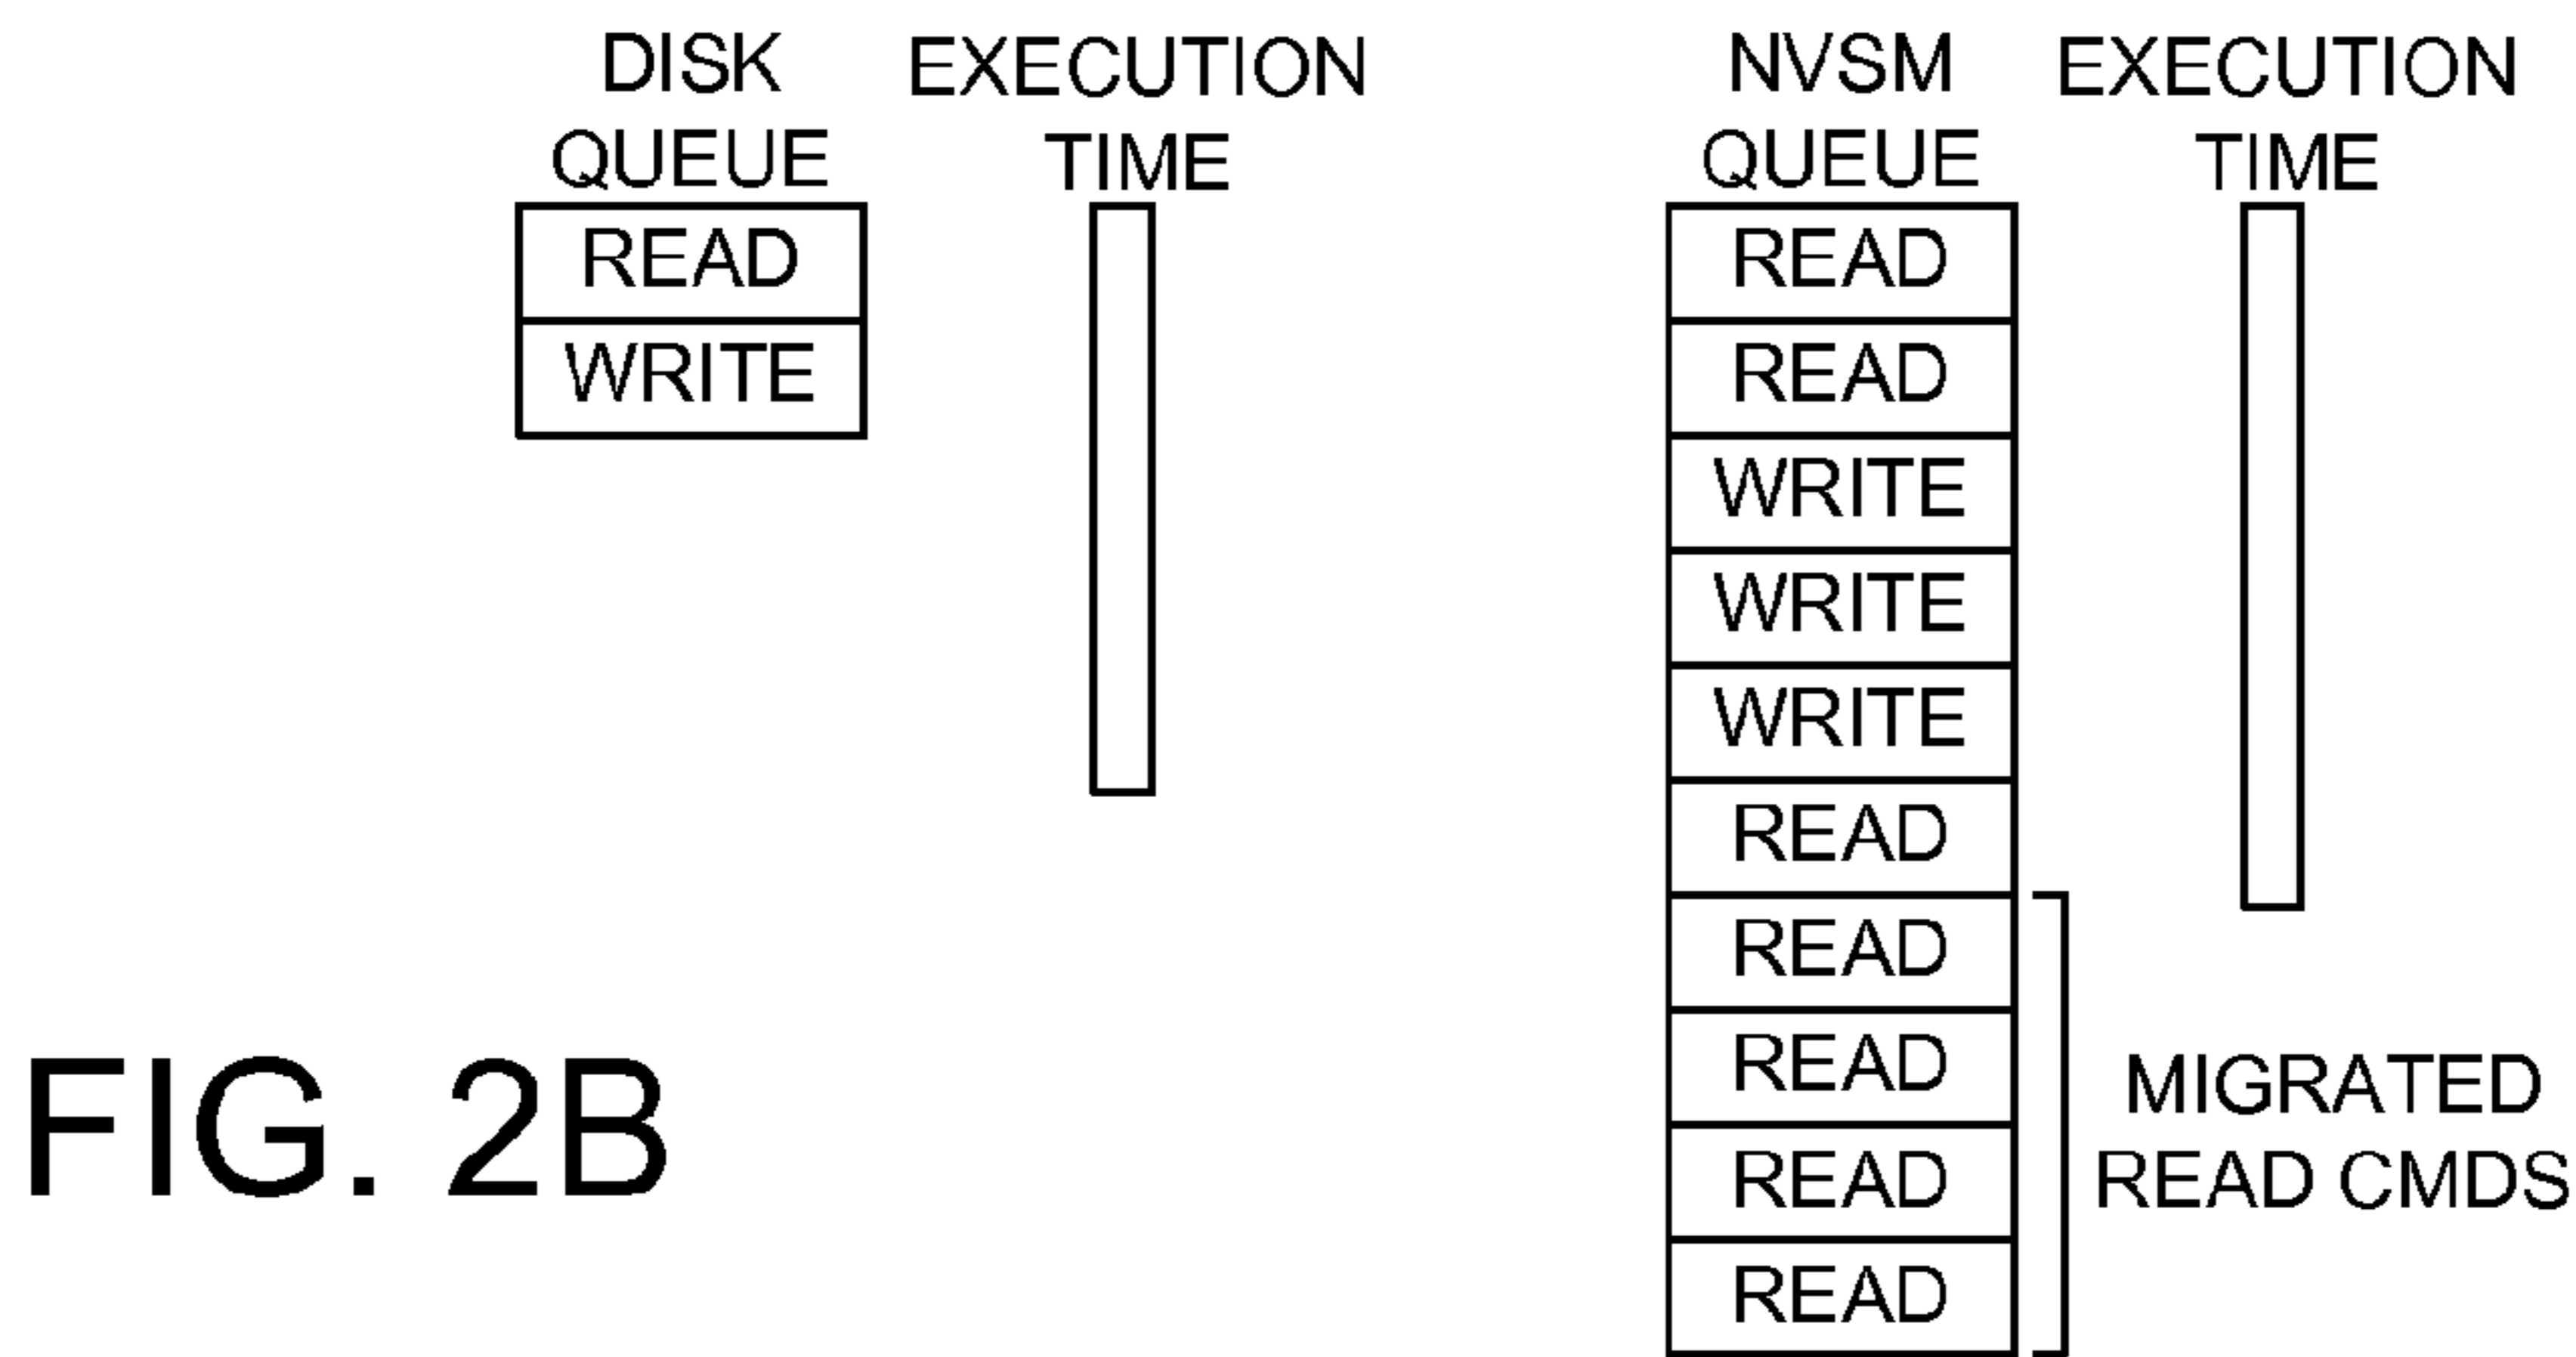 DISK
QUEUE
READ
WRITE
EXECUTION
TIME
NVSM
QUEUE
READ
READ
WRITE
WRITE
WRITE
READ
READ
READ
READ
READ
EXECUTION
TIME
MIGRATED
READ CMDS
FIG. 2B